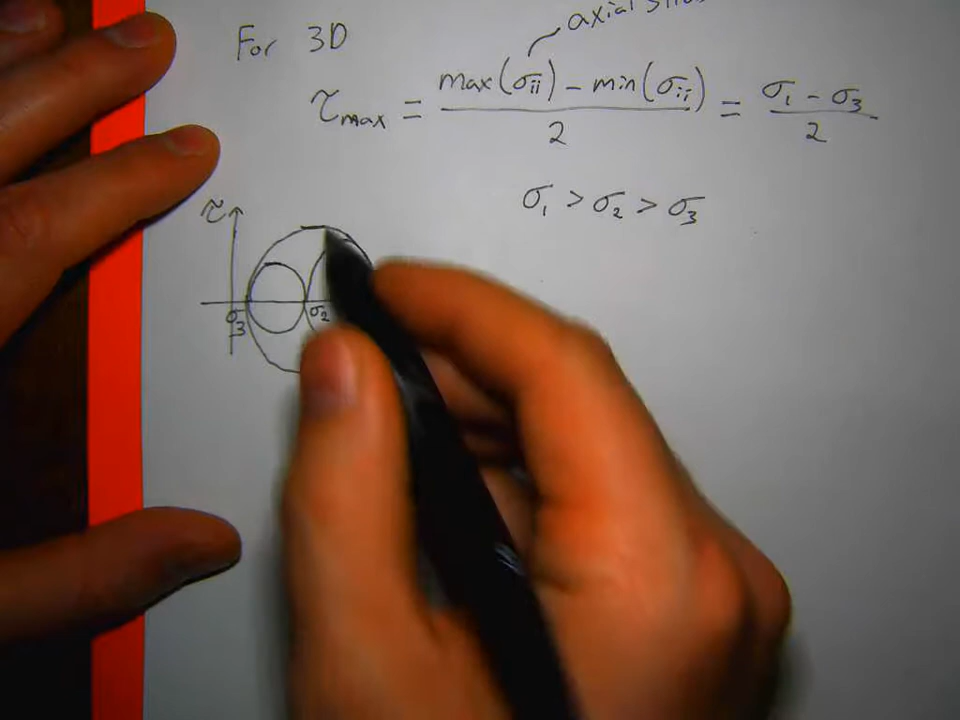 axial
For 3D
τmax = max(σii) - min(σii) / 2 = σ1 - σ3 / 2
σ1 > σ2 > σ3
τ
σ3 σ2